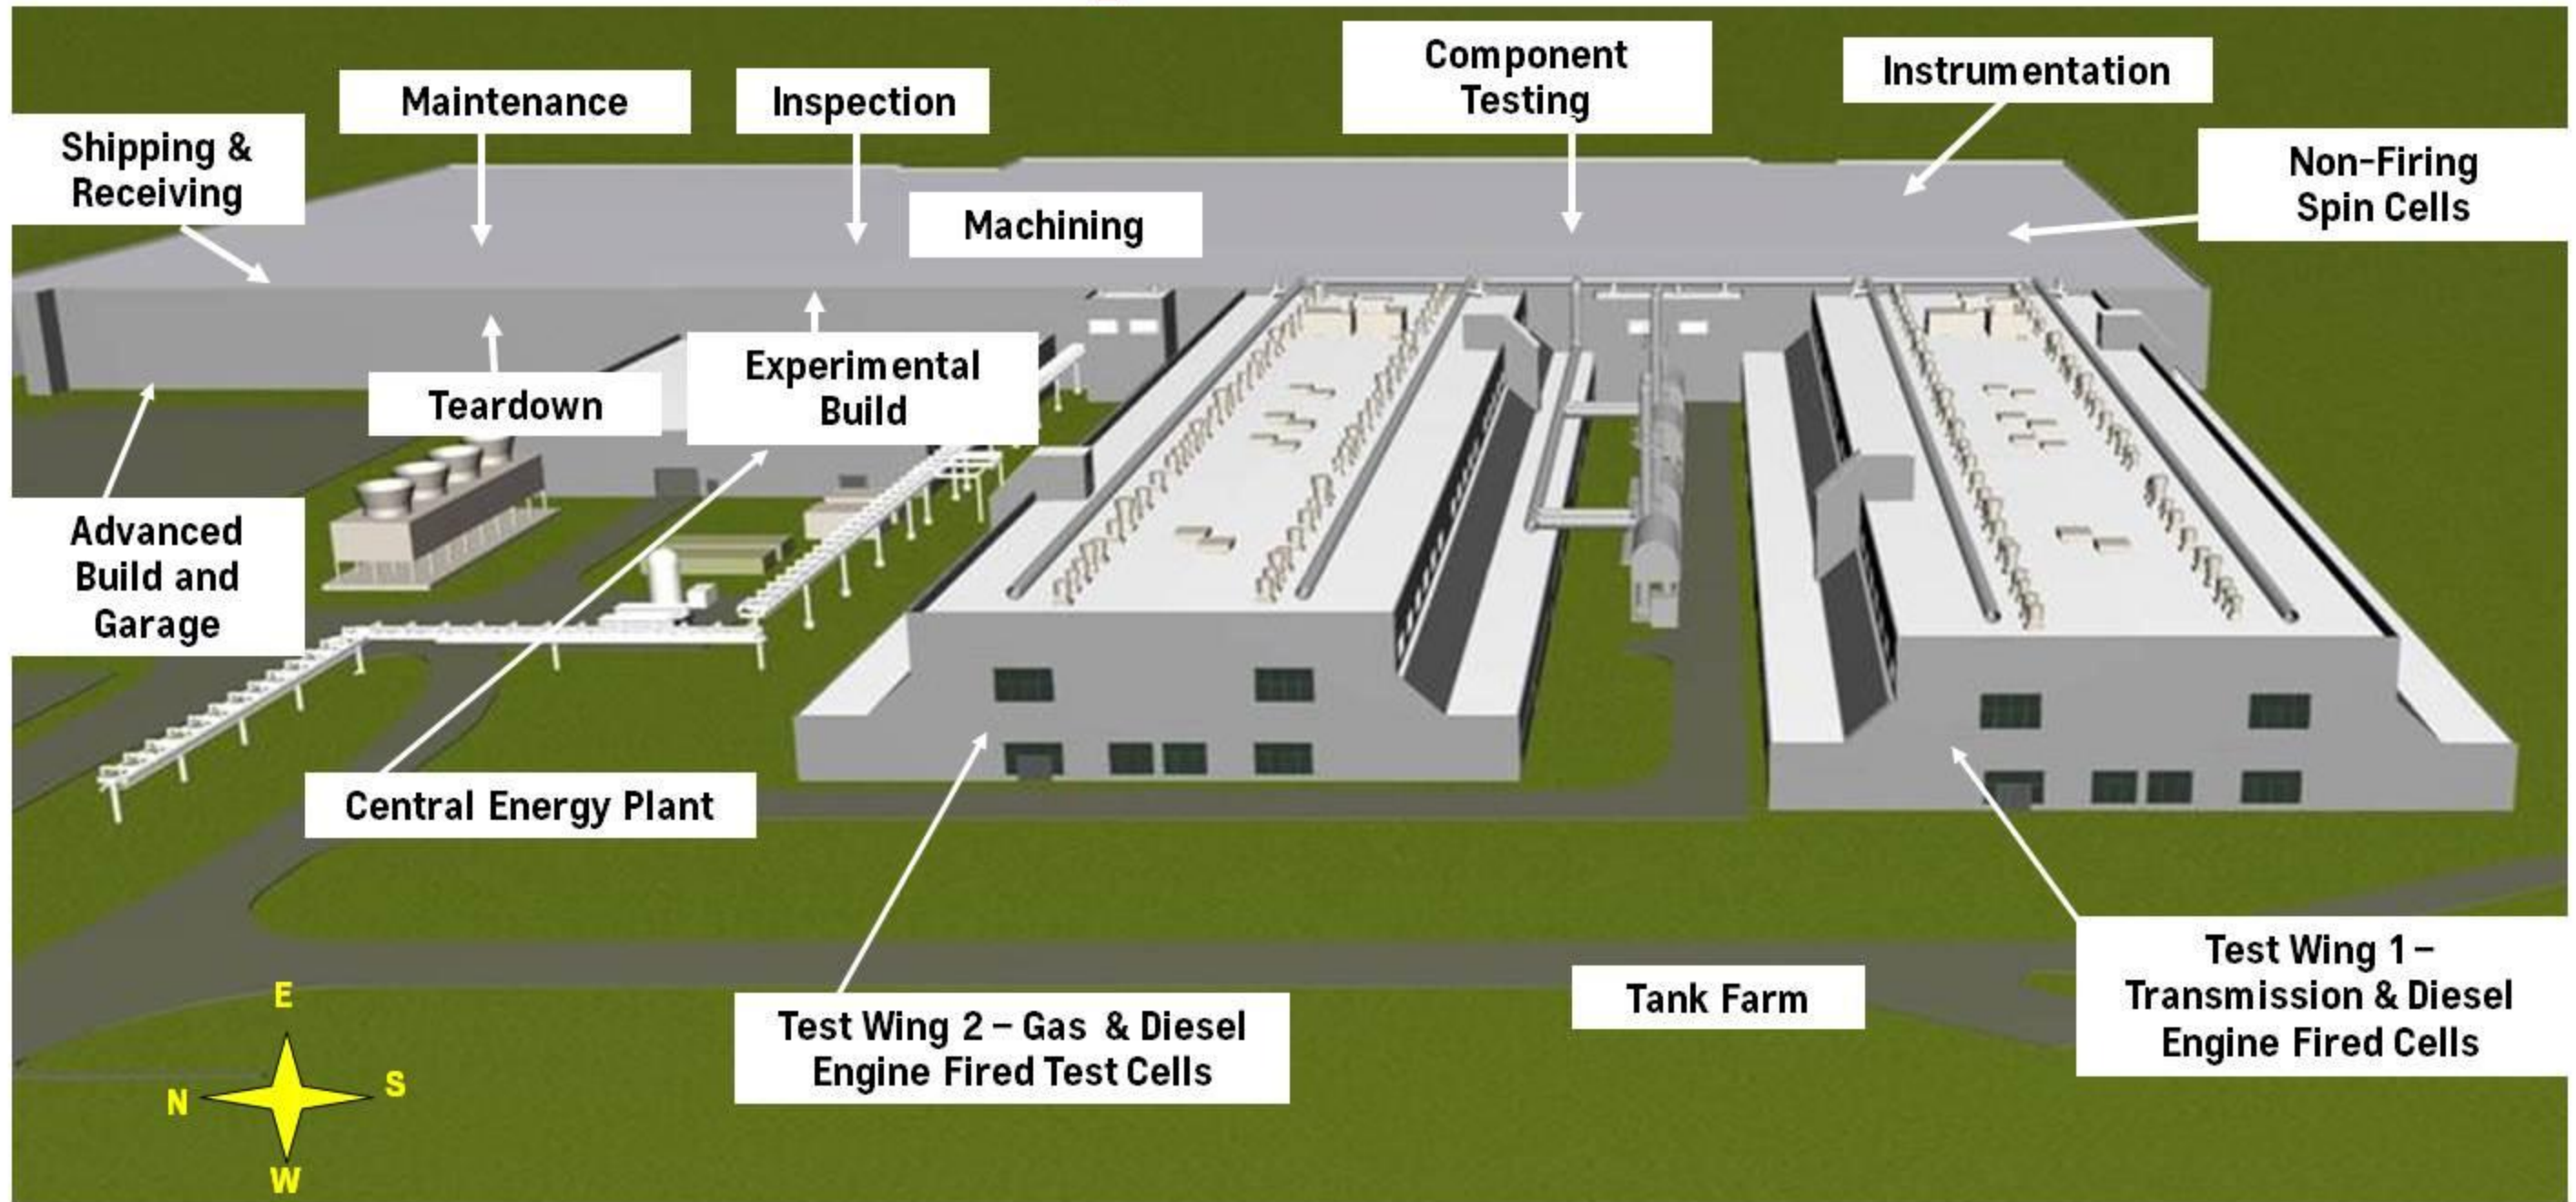 Component
Testing
Instrumentation
Maintenance
Inspection
Shipping &
Receiving
Non-Firing
Spin Cells
Machining
Experimental
Build
Teardown
Advanced
Build and
Garage
Central Energy Plant
Test Wing 1 –
Transmission & Diesel
Engine Fired Cells
Tank Farm
Test Wing 2 – Gas & Diesel
Engine Fired Test Cells
E
N
S
W